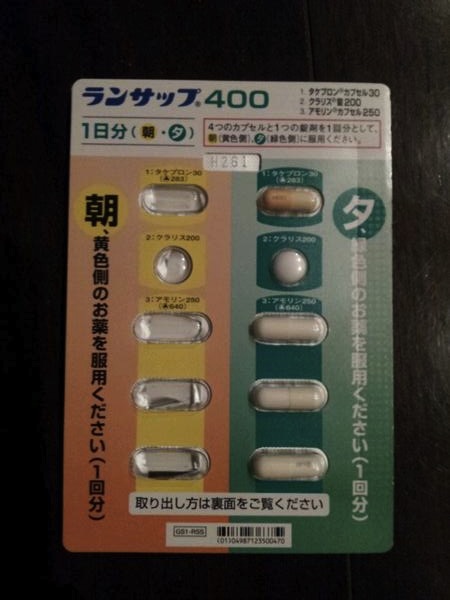 ランサップ®400
1. タケプロン®カプセル30
2. クラリス®錠200
3. アモリン®カプセル250
1日分(朝・夕)
4つのカプセルと1つの錠剤を1回分として、
朝(黄色側)、夕(緑色側)に服用ください。
H261
1:タケプロン30
(283)
1:タケプロン30
(283)
朝、黄色側のお薬を服用ください(1回分)
夕、緑色側のお薬を服用ください(1回分)
2:クラリス200
2:クラリス200
3:アモリン250
(640)
3:アモリン250
(640)
取り出し方は裏面をご覧ください
GS1-RSS
(01)04987123500470